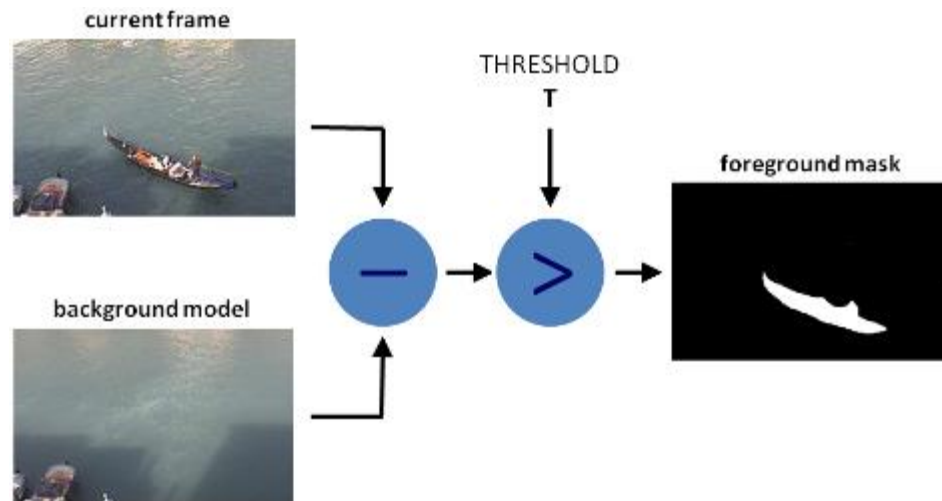 current frame
THRESHOLD
T
foreground mask
—
>
background model